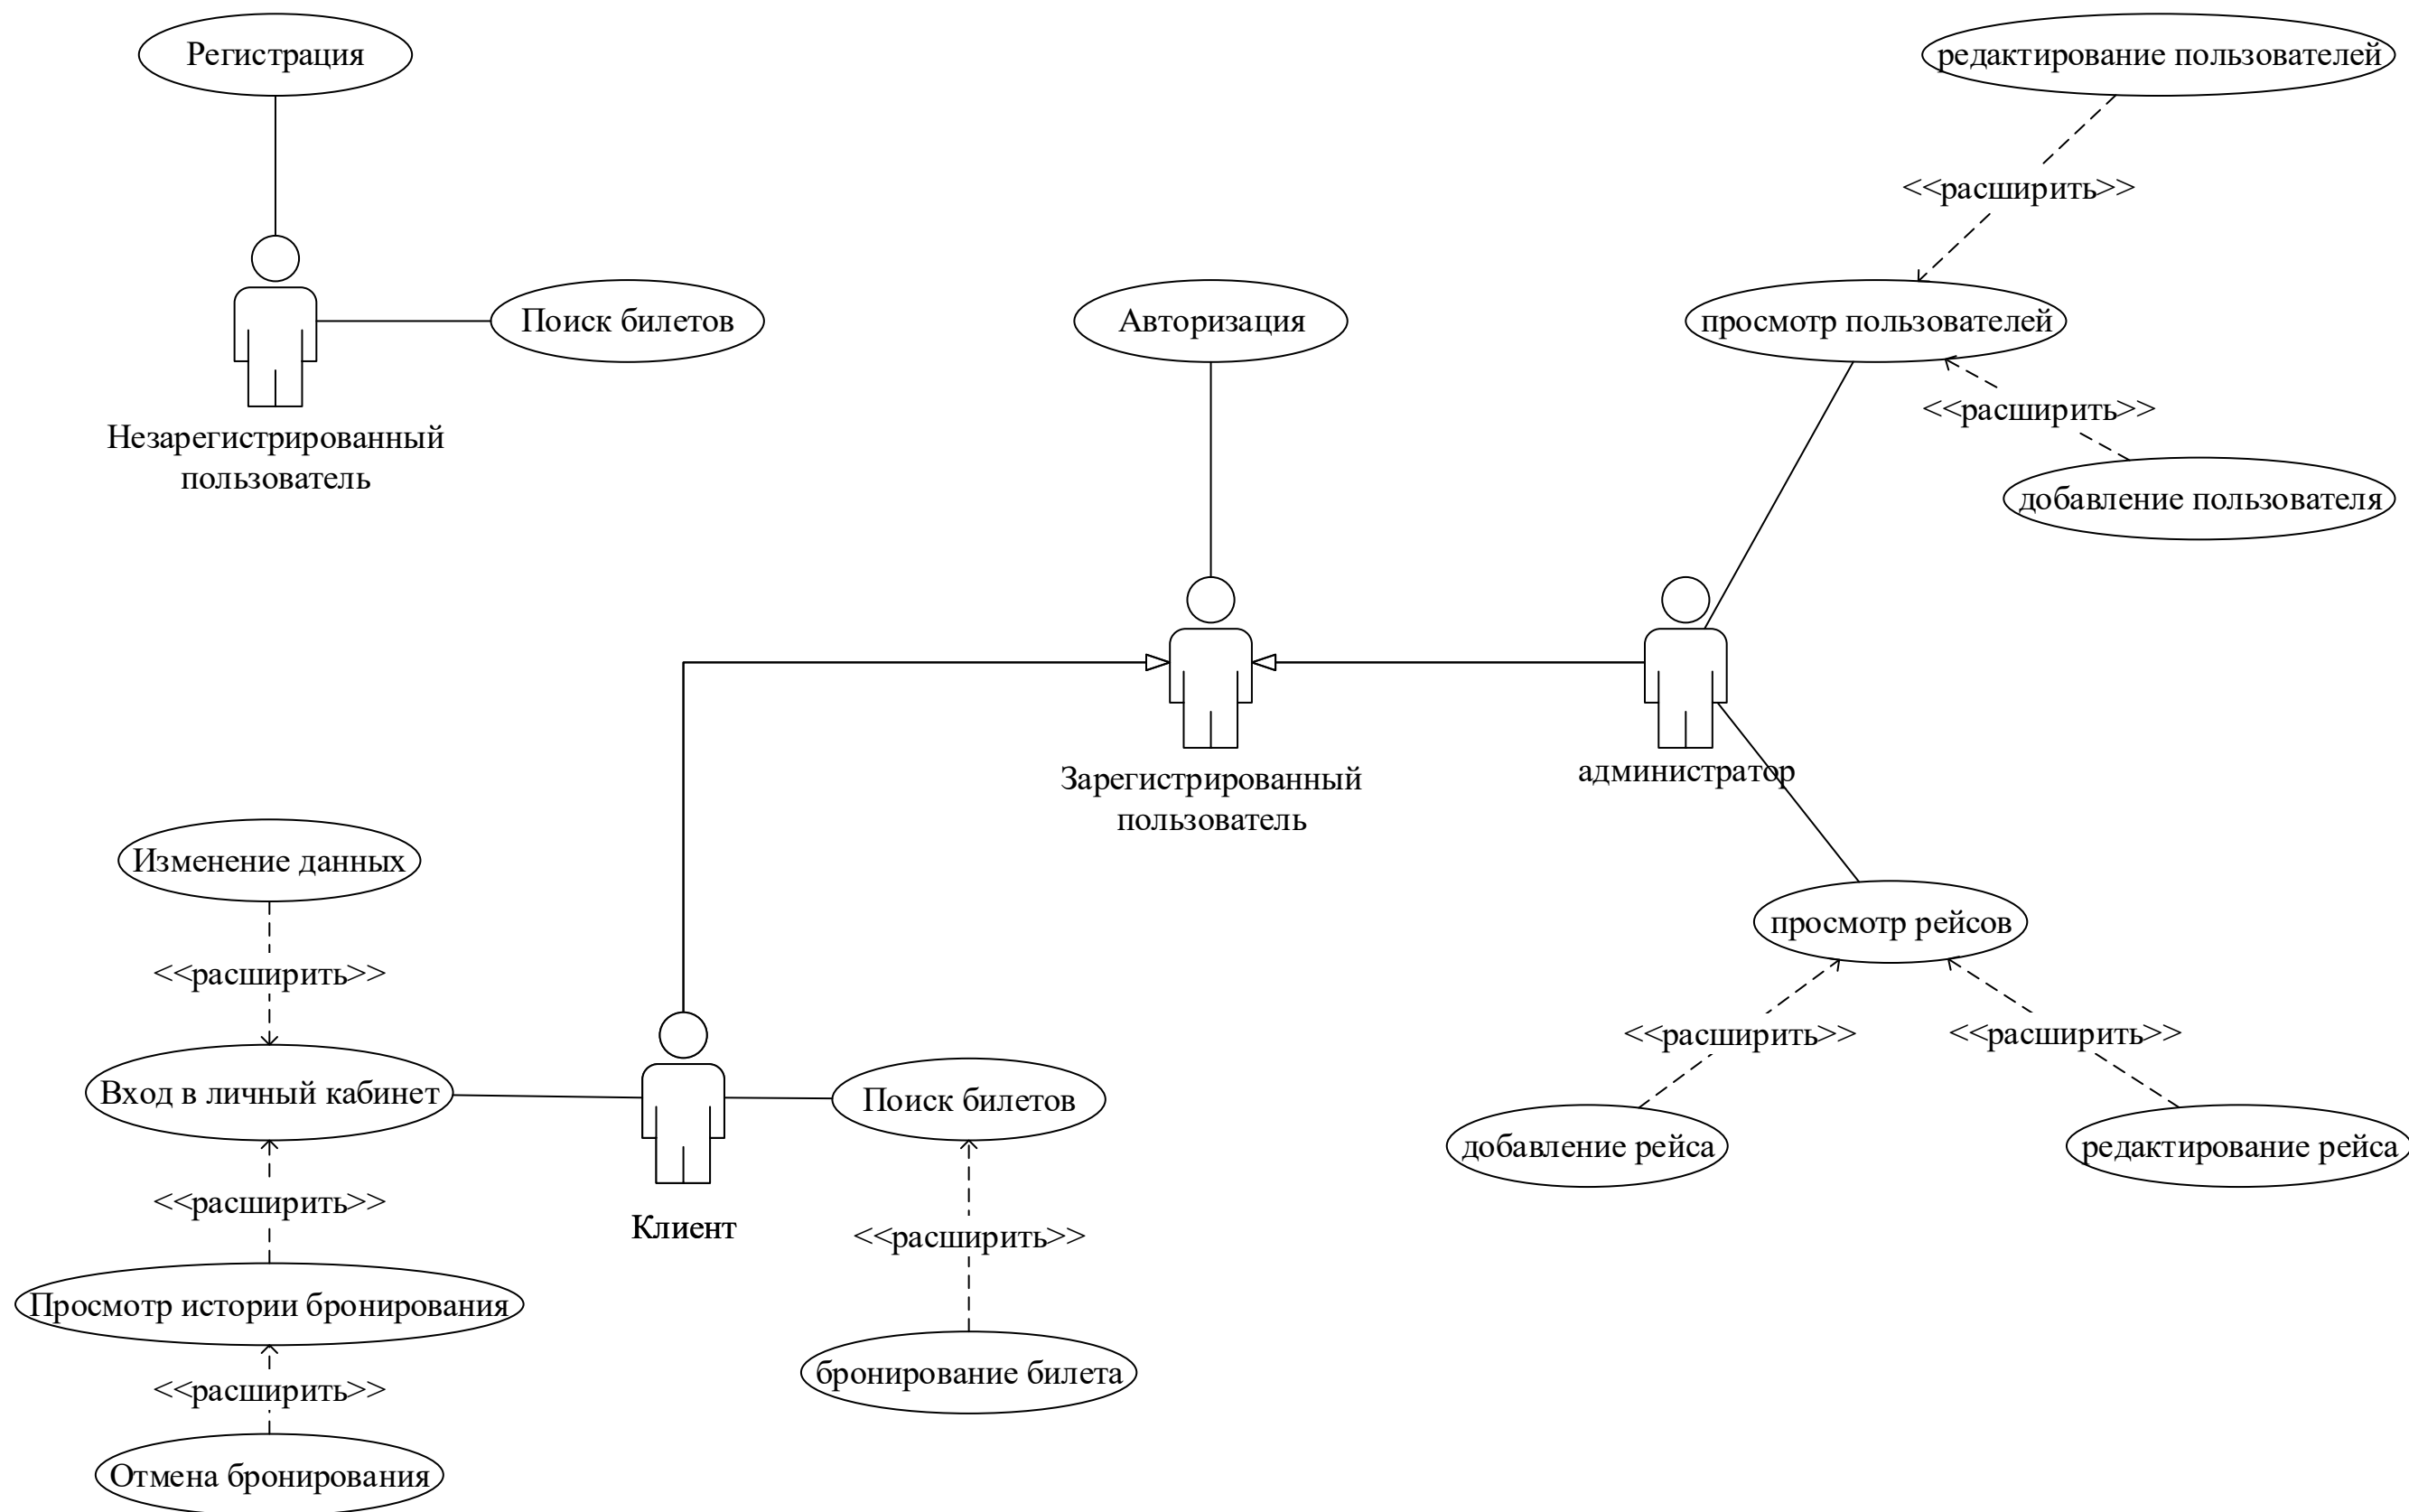 Регистрация
редактирование пользователей
<<расширить>>
Поиск билетов
Авторизация
просмотр пользователей
<<расширить>>
Незарегистрированный
пользователь
добавление пользователя
Зарегистрированный
пользователь
администратор
Изменение данных
просмотр рейсов
<<расширить>>
<<расширить>>
<<расширить>>
Вход в личный кабинет
Поиск билетов
добавление рейса
редактирование рейса
<<расширить>>
Клиент
<<расширить>>
Просмотр истории бронирования
бронирование билета
<<расширить>>
Отмена бронирования